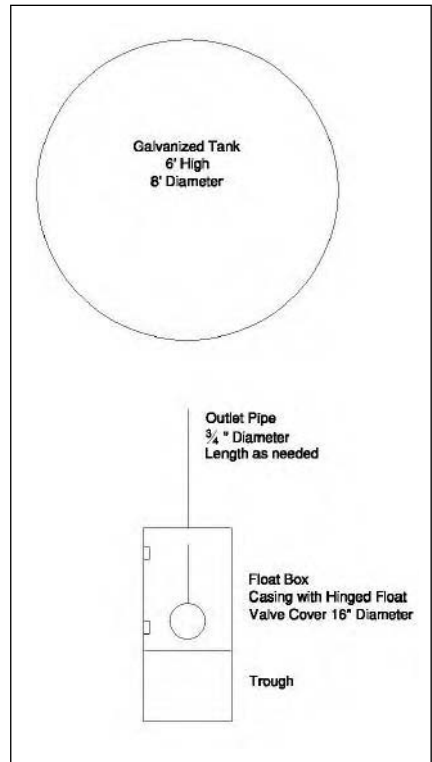 Galvanized Tank
6' High
8' Diameter
Outlet Pipe
¾ " Diameter
Length as needed
Float Box
Casing with Hinged Float
Valve Cover 16" Diameter
Trough